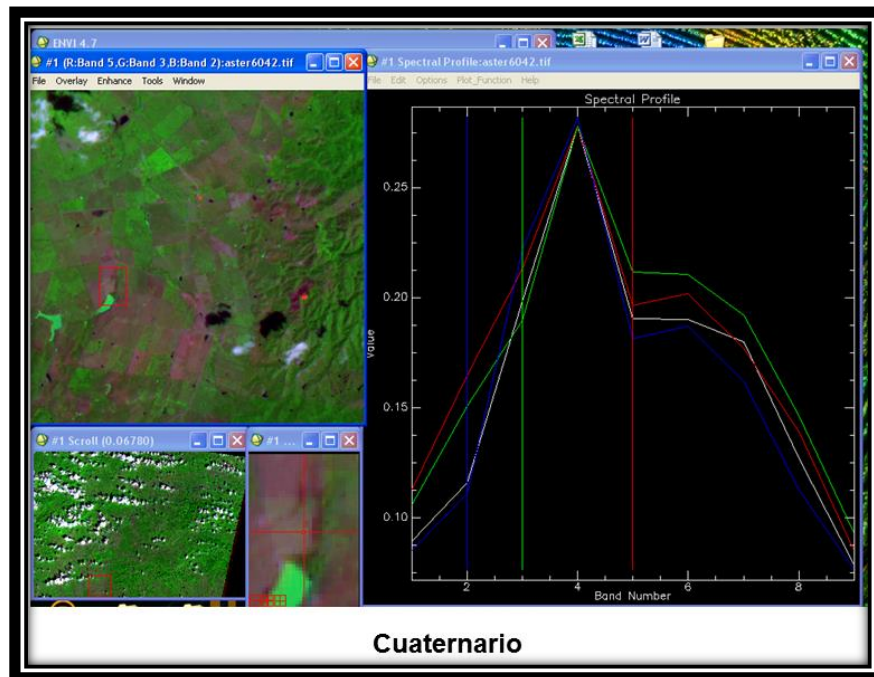 ENVI 4.7
#1 (R:Band 5,G:Band 3,B:Band 2):aster6042.tif
File Overlay Enhance Tools Window
#1 Spectral Profile:aster6042.tif
File Edit Options Plot_Function Help
Spectral Profile
0.25
0.20
Value
0.15
0.10
2 4 6 8
Band Number
#1 Scroll (0.06780)
#1 ...
Cuaternario